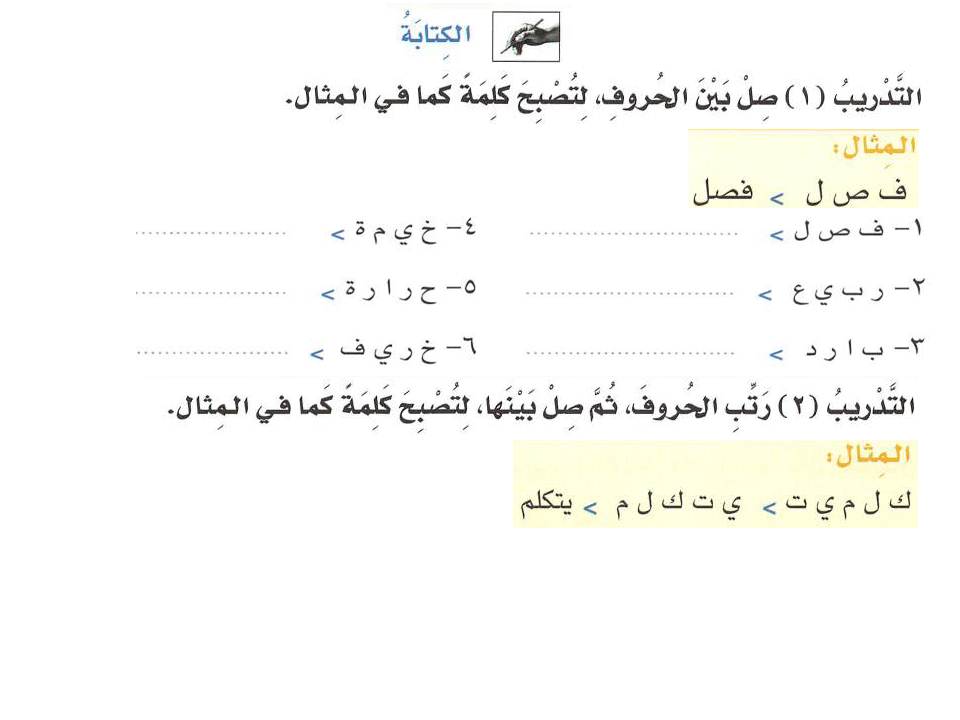 الكِتابَةُ
التَّدْريبُ (١) صِلْ بَيْنَ الحُروفِ، لِتُصْبِحَ كَلِمَةً كَما في المِثال.
المِثال:
ف ص ل > فصل
١- ف ص ل > ........................ ٤- خ ي م ة > ........................
٢- ر ب ي ع > ........................ ٥- ح ر ا ر ة > ........................
٣- ب ا ر د > ........................ ٦- خ ر ي ف > ........................
التَّدْريبُ (٢) رَتِّبِ الحُروفَ، ثُمَّ صِلْ بَيْنَها، لِتُصْبِحَ كَلِمَةً كَما في المِثال.
المِثال:
ك ل م ي ت > ي ت ك ل م > يتكلم